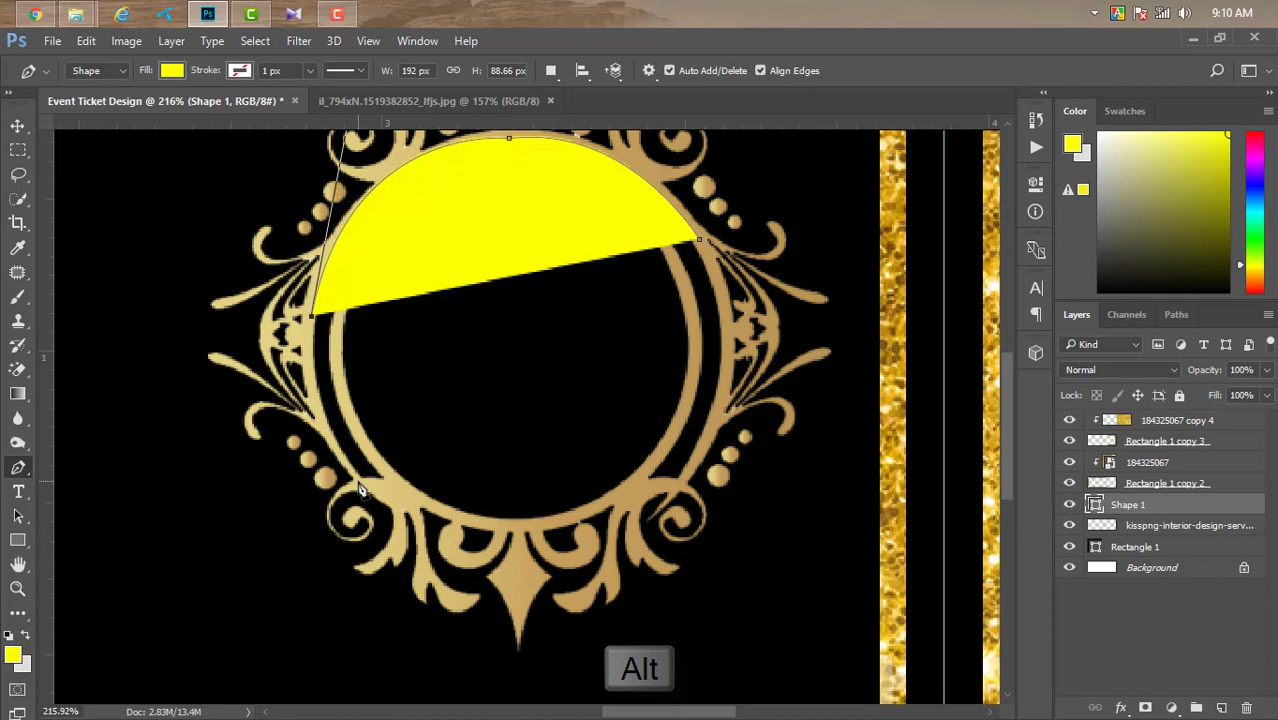 9:10 AM
Ps File Edit Image Layer Type Select Filter 3D View Window Help
Shape Fill: Stroke: 1 px W: 192 px H: 88.66 px Auto Add/Delete Align Edges
Event Ticket Design @ 216% (Shape 1, RGB/8#) * × il_794xN.1519382852_lfjs.jpg @ 157% (RGB/8) ×
Color Swatches
3 4
1
Layers Channels Paths
Kind
Normal Opacity: 100%
Lock: Fill: 100%
184325067 copy 4
Rectangle 1 copy 3
184325067
Rectangle 1 copy 2
Shape 1
kisspng-interior-design-serv...
Rectangle 1
Background
Alt
215.92% Doc: 2.83M/13.4M